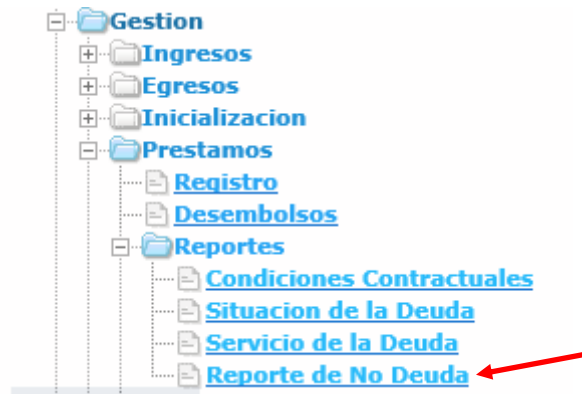 Gestion
Ingresos
Egresos
Inicializacion
Prestamos
Registro
Desembolsos
Reportes
Condiciones Contractuales
Situacion de la Deuda
Servicio de la Deuda
Reporte de No Deuda